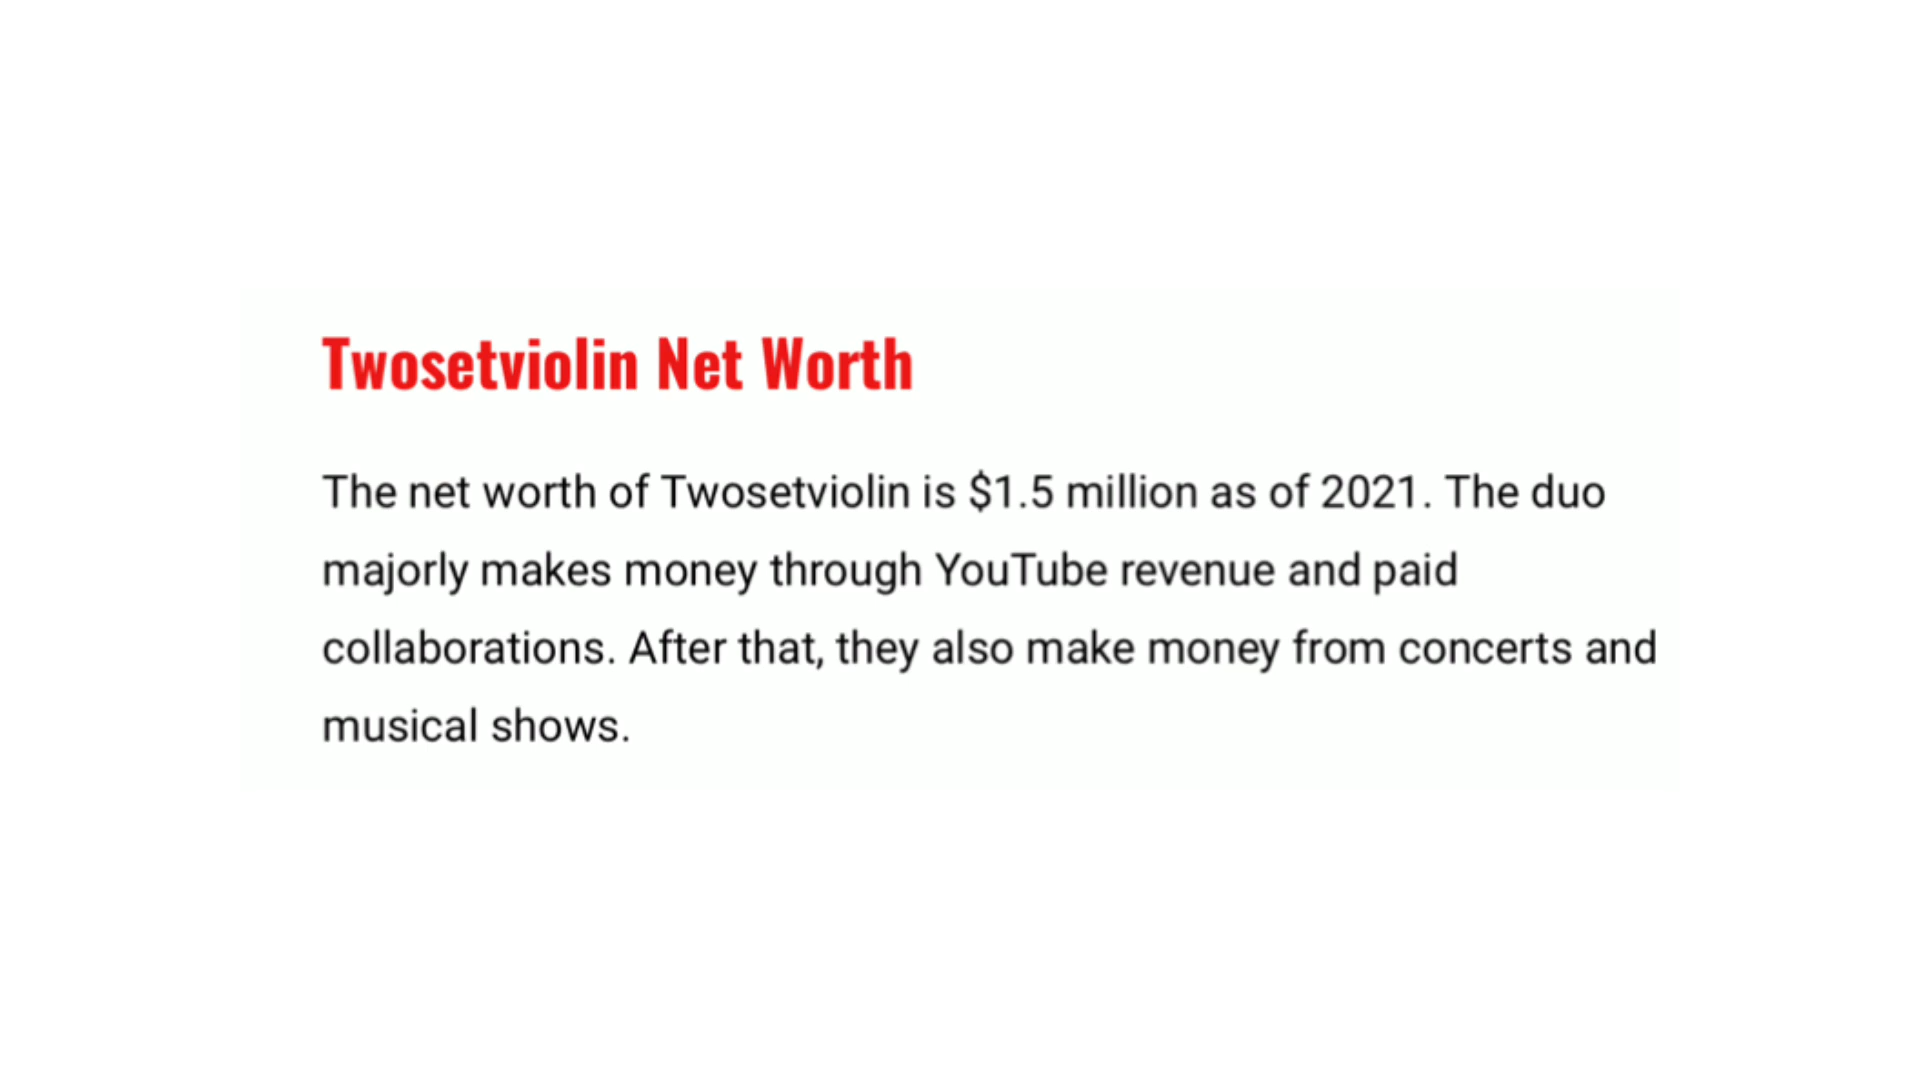 Twosetviolin Net Worth
The net worth of Twosetviolin is $1.5 million as of 2021. The duo
majorly makes money through YouTube revenue and paid
collaborations. After that, they also make money from concerts and
musical shows.